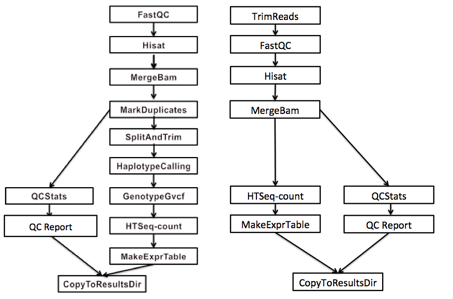 FastQC
Hisat
MergeBam
MarkDuplicates
SplitAndTrim
HaplotypeCalling
QCStats
GenotypeGvcf
QC Report
HTSeq-count
MakeExprTable
CopyToResultsDir
TrimReads
FastQC
Hisat
MergeBam
HTSeq-count
QCStats
MakeExprTable
QC Report
CopyToResultsDir